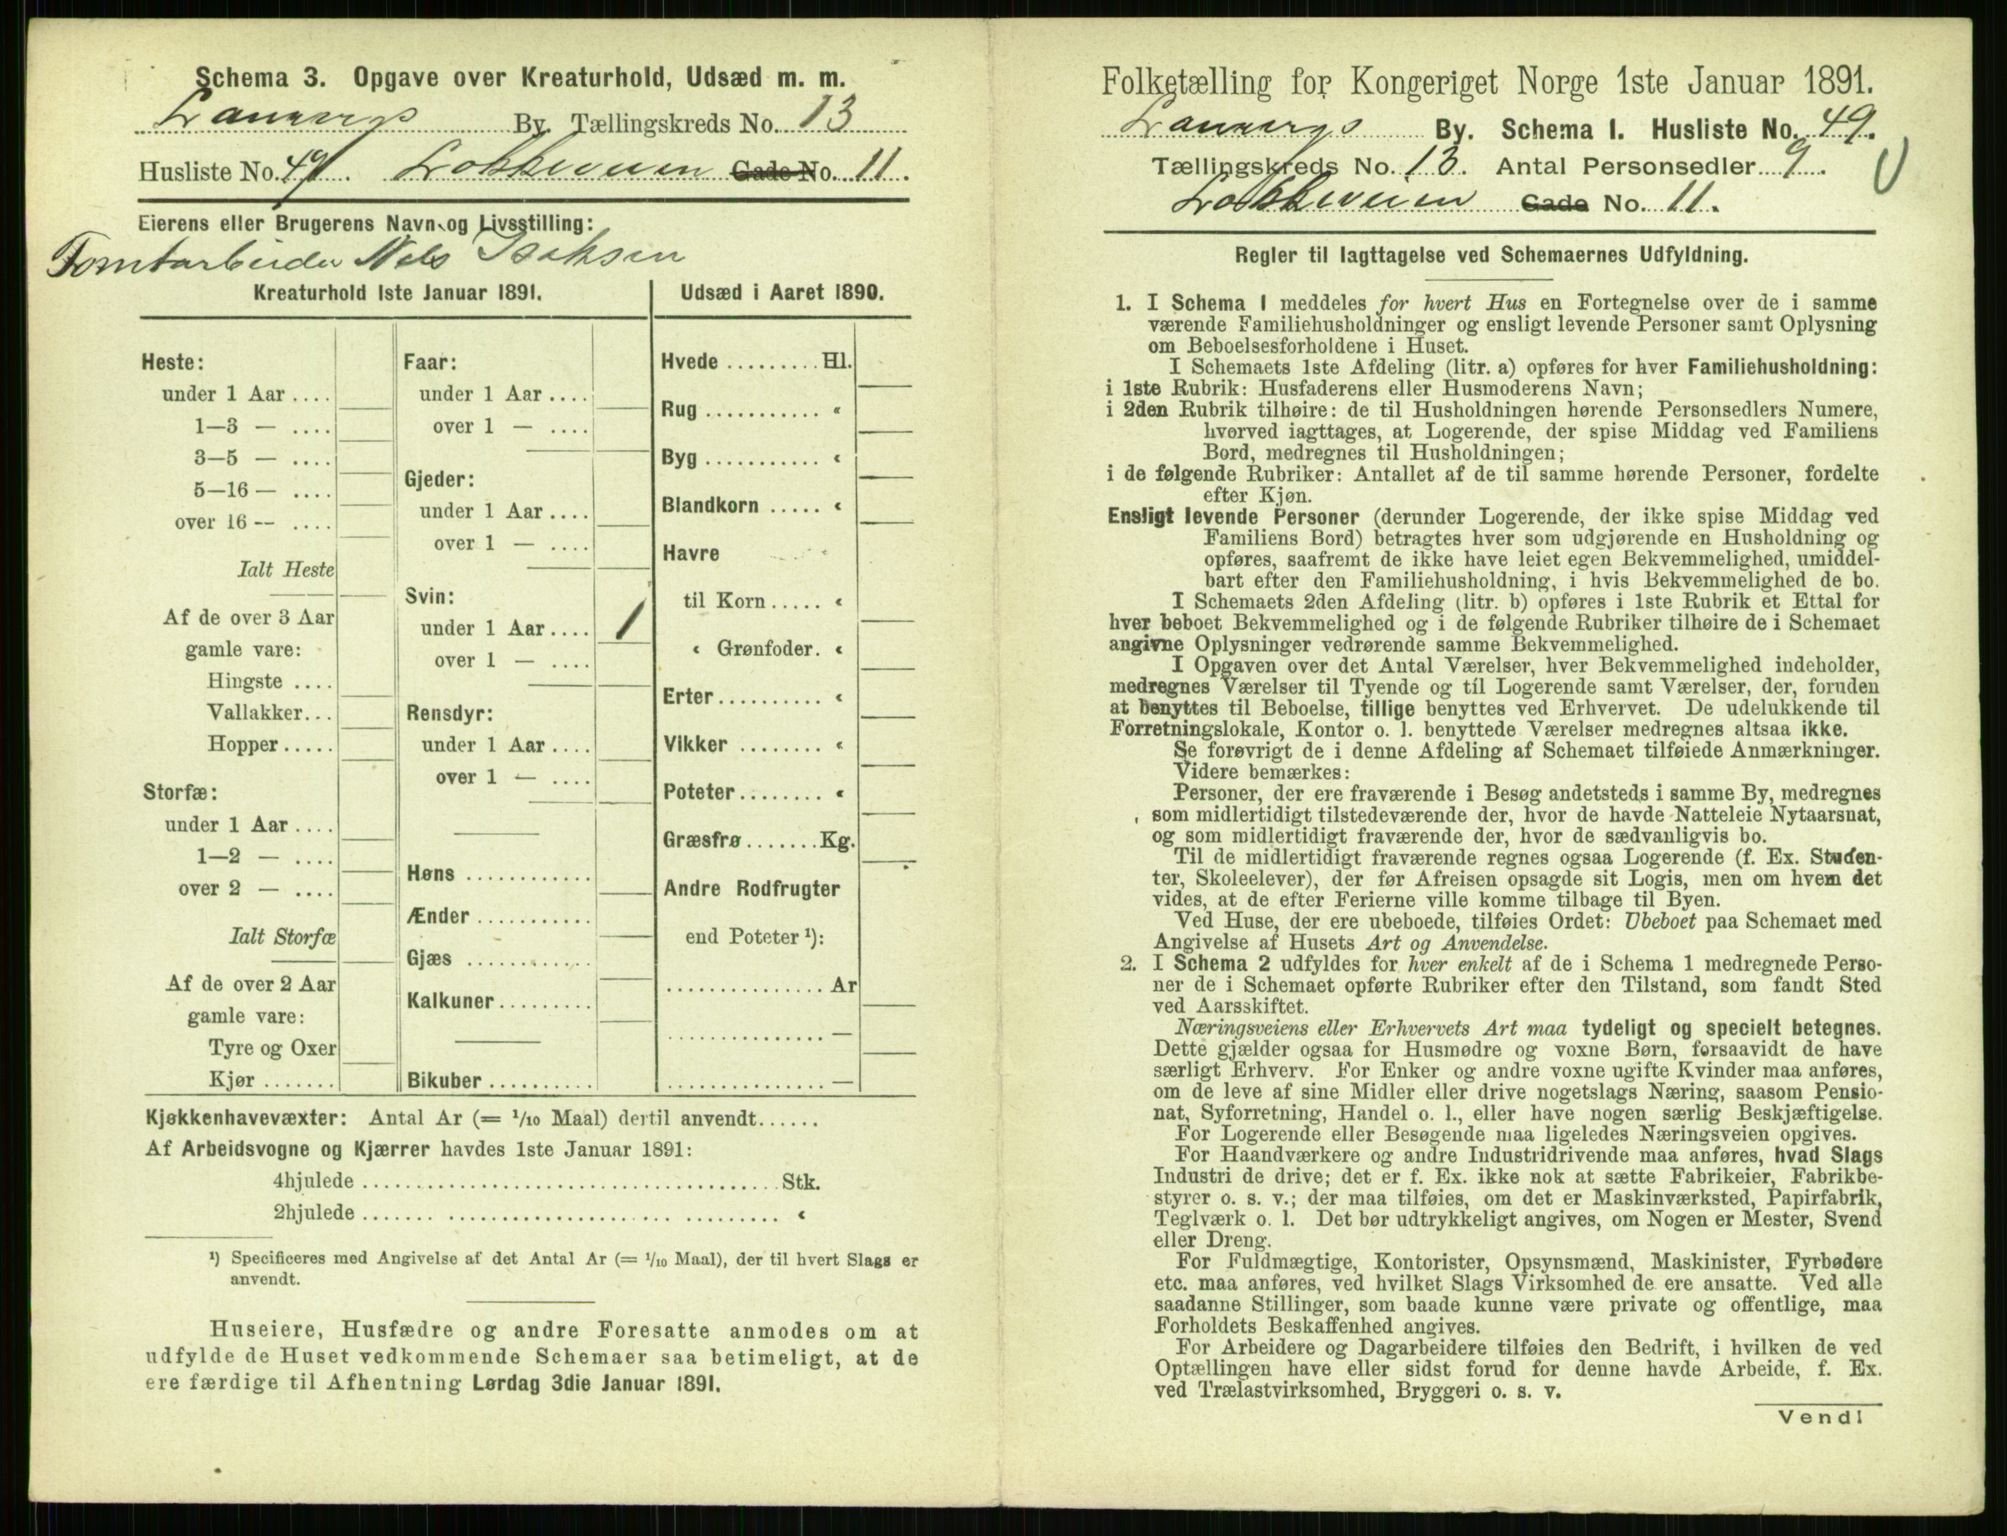 Schema 3. Opgave over Kreaturhold, Udsæd m. m.
By. Tællingskreds No. 13
Husliste No. 49. Løkkeveien Gade No. 11.
Eierens eller Brugerens Navn og Livsstilling:
Tomtarbeider Nels Isaksen
Kreaturhold 1ste Januar 1891.
Heste:
under 1 Aar ....
1—3 — ....
3—5 — ....
5—16 — ....
over 16 -- ....
Ialt Heste
Af de over 3 Aar
gamle vare:
Hingste ....
Vallakker...
Hopper .....
Storfæ:
under 1 Aar ....
1—2 — ....
over 2 — ....
Ialt Storfæ
Af de over 2 Aar
gamle vare:
Tyre og Oxer
Kjør .......
Faar:
under 1 Aar ....
over 1 — ....
Gjeder:
under 1 Aar ....
over 1 — ....
Svin:
under 1 Aar .... 1
over 1 — ....
Rensdyr:
under 1 Aar ....
over 1 — ....
Høns ............
Ænder ...........
Gjæs ............
Kalkuner .........
Bikuber ..........
Udsæd i Aaret 1890.
Hvede ......... Hl.
Rug ........... «
Byg ........... «
Blandkorn ..... «
Havre
til Korn ..... «
« Grønfoder. «
Erter .......... «
Vikker ........ «
Poteter ........ «
Græsfrø ....... Kg.
Andre Rodfrugter
end Poteter ¹):
............... Ar
............... —
............... —
Kjøkkenhavevæxter: Antal Ar (= 1/10 Maal) dertil anvendt......
Af Arbeidsvogne og Kjærrer havdes 1ste Januar 1891:
4hjulede ........................................ Stk.
2hjulede ........................................ «
¹) Specificeres med Angivelse af det Antal Ar (= 1/10 Maal), der til hvert Slags er
anvendt.
Huseiere, Husfædre og andre Foresatte anmodes om at
udfylde de Huset vedkommende Schemaer saa betimeligt, at de
ere færdige til Afhentning Lørdag 3die Januar 1891.
Folketælling for Kongeriget Norge 1ste Januar 1891.
By. Schema 1. Husliste No. 49.
Tællingskreds No. 13. Antal Personsedler 9.
Løkkeveien Gade No. 11.
Regler til Iagttagelse ved Schemaernes Udfyldning.
1. I Schema 1 meddeles for hvert Hus en Fortegnelse over de i samme
værende Familiehusholdninger og ensligt levende Personer samt Oplysning
om Beboelsesforholdene i Huset.
I Schemaets 1ste Afdeling (litr. a) opføres for hver Familiehusholdning:
i 1ste Rubrik: Husfaderens eller Husmoderens Navn;
i 2den Rubrik tilhøire: de til Husholdningen hørende Personsedlers Numere,
hvorved iagttages, at Logerende, der spise Middag ved Familiens
Bord, medregnes til Husholdningen;
i de følgende Rubriker: Antallet af de til samme hørende Personer, fordelte
efter Kjøn.
Ensligt levende Personer (derunder Logerende, der ikke spise Middag ved
Familiens Bord) betragtes hver som udgjørende en Husholdning og
opføres, saafremt de ikke have leiet egen Bekvemmelighed, umiddel-
bart efter den Familiehusholdning, i hvis Bekvemmelighed de bo.
I Schemaets 2den Afdeling (litr. b) opføres i 1ste Rubrik et Ettal for
hver beboet Bekvemmelighed og i de følgende Rubriker tilhøire de i Schemaet
angivne Oplysninger vedrørende samme Bekvemmelighed.
I Opgaven over det Antal Værelser, hver Bekvemmelighed indeholder,
medregnes Værelser til Tyende og til Logerende samt Værelser, der, foruden
at benyttes til Beboelse, tillige benyttes ved Erhvervet. De udelukkende til
Forretningslokale, Kontor o. l. benyttede Værelser medregnes altsaa ikke.
Se forøvrigt de i denne Afdeling af Schemaet tilføiede Anmærkninger.
Videre bemærkes:
Personer, der ere fraværende i Besøg andetsteds i samme By, medregnes
som midlertidigt tilstedeværende der, hvor de havde Natteleie Nytaarsnat,
og som midlertidigt fraværende der, hvor de sædvanligvis bo.
Til de midlertidigt fraværende regnes ogsaa Logerende (f. Ex. Studen-
ter, Skoleelever), der før Afreisen opsagde sit Logis, men om hvem det
vides, at de efter Ferierne ville komme tilbage til Byen.
Ved Huse, der ere ubeboede, tilføies Ordet: Ubeboet paa Schemaet med
Angivelse af Husets Art og Anvendelse.
2. I Schema 2 udfyldes for hver enkelt af de i Schema 1 medregnede Perso-
ner de i Schemaet opførte Rubriker efter den Tilstand, som fandt Sted
ved Aarsskiftet.
Næringsveiens eller Erhvervets Art maa tydeligt og specielt betegnes.
Dette gjælder ogsaa for Husmødre og voxne Børn, forsaavidt de have
særligt Erhverv. For Enker og andre voxne ugifte Kvinder maa anføres,
om de leve af sine Midler eller drive nogetslags Næring, saasom Pensio-
nat, Syforretning, Handel o. l., eller have nogen særlig Beskjæftigelse.
For Logerende eller Besøgende maa ligeledes Næringsveien opgives.
For Haandværkere og andre Industridrivende maa anføres, hvad Slags
Industri de drive; det er f. Ex. ikke nok at sætte Fabrikeier, Fabrikbe-
styrer o. s. v.; der maa tilføies, om det er Maskinværksted, Papirfabrik,
Teglværk o. l. Det bør udtrykkeligt angives, om Nogen er Mester, Svend
eller Dreng.
For Fuldmægtige, Kontorister, Opsynsmænd, Maskinister, Fyrbødere
etc. maa anføres, ved hvilket Slags Virksomhed de ere ansatte. Ved alle
saadanne Stillinger, som baade kunne være private og offentlige, maa
Forholdets Beskaffenhed angives.
For Arbeidere og Dagarbeidere tilføies den Bedrift, i hvilken de ved
Optællingen have eller sidst forud for denne havde Arbeide, f. Ex.
ved Trælastvirksomhed, Bryggeri o. s. v.
Vend!